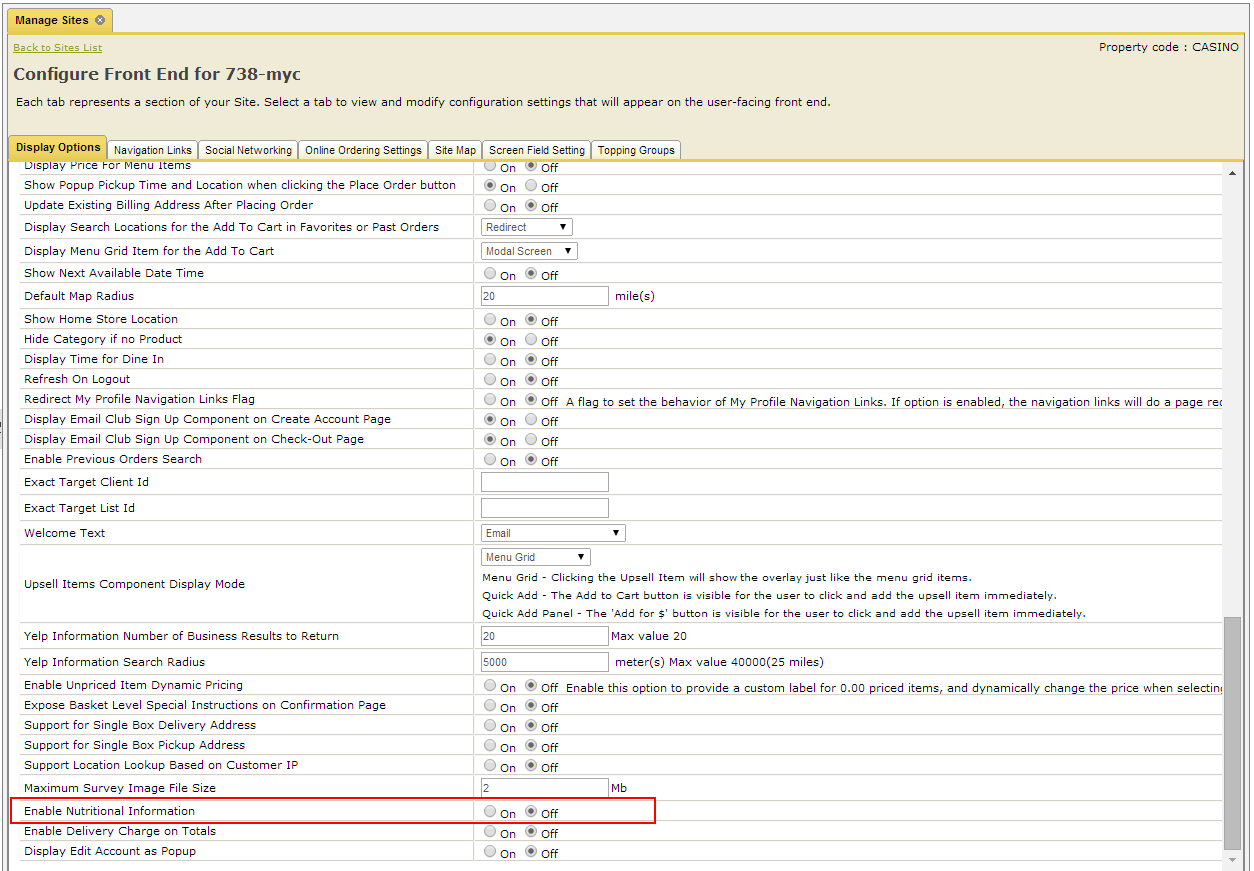 Manage Sites
Back to Sites List
Property code : CASINO
Configure Front End for 738-myc
Each tab represents a section of your Site. Select a tab to view and modify configuration settings that will appear on the user-facing front end.
Display Options Navigation Links Social Networking Online Ordering Settings Site Map Screen Field Setting Topping Groups
Display Price For Menu Items On Off
Show Popup Pickup Time and Location when clicking the Place Order button On Off
Update Existing Billing Address After Placing Order On Off
Display Search Locations for the Add To Cart in Favorites or Past Orders Redirect
Display Menu Grid Item for the Add To Cart Modal Screen
Show Next Available Date Time On Off
Default Map Radius 20 mile(s)
Show Home Store Location On Off
Hide Category if no Product On Off
Display Time for Dine In On Off
Refresh On Logout On Off
Redirect My Profile Navigation Links Flag On Off A flag to set the behavior of My Profile Navigation Links. If option is enabled, the navigation links will do a page
Display Email Club Sign Up Component on Create Account Page On Off
Display Email Club Sign Up Component on Check-Out Page On Off
Enable Previous Orders Search On Off
Exact Target Client Id
Exact Target List Id
Welcome Text Email
Menu Grid
Upsell Items Component Display Mode
Menu Grid - Clicking the Upsell Item will show the overlay just like the menu grid items.
Quick Add - The Add to Cart button is visible for the user to click and add the upsell item immediately.
Quick Add Panel - The 'Add for $' button is visible for the user to click and add the upsell item immediately.
Yelp Information Number of Business Results to Return 20 Max value 20
Yelp Information Search Radius 5000 meter(s) Max value 40000(25 miles)
Enable Unpriced Item Dynamic Pricing On Off Enable this option to provide a custom label for 0.00 priced items, and dynamically change the price when selecting
Expose Basket Level Special Instructions on Confirmation Page On Off
Support for Single Box Delivery Address On Off
Support for Single Box Pickup Address On Off
Support Location Lookup Based on Customer IP On Off
Maximum Survey Image File Size 2 Mb
Enable Nutritional Information On Off
Enable Delivery Charge on Totals On Off
Display Edit Account as Popup On Off